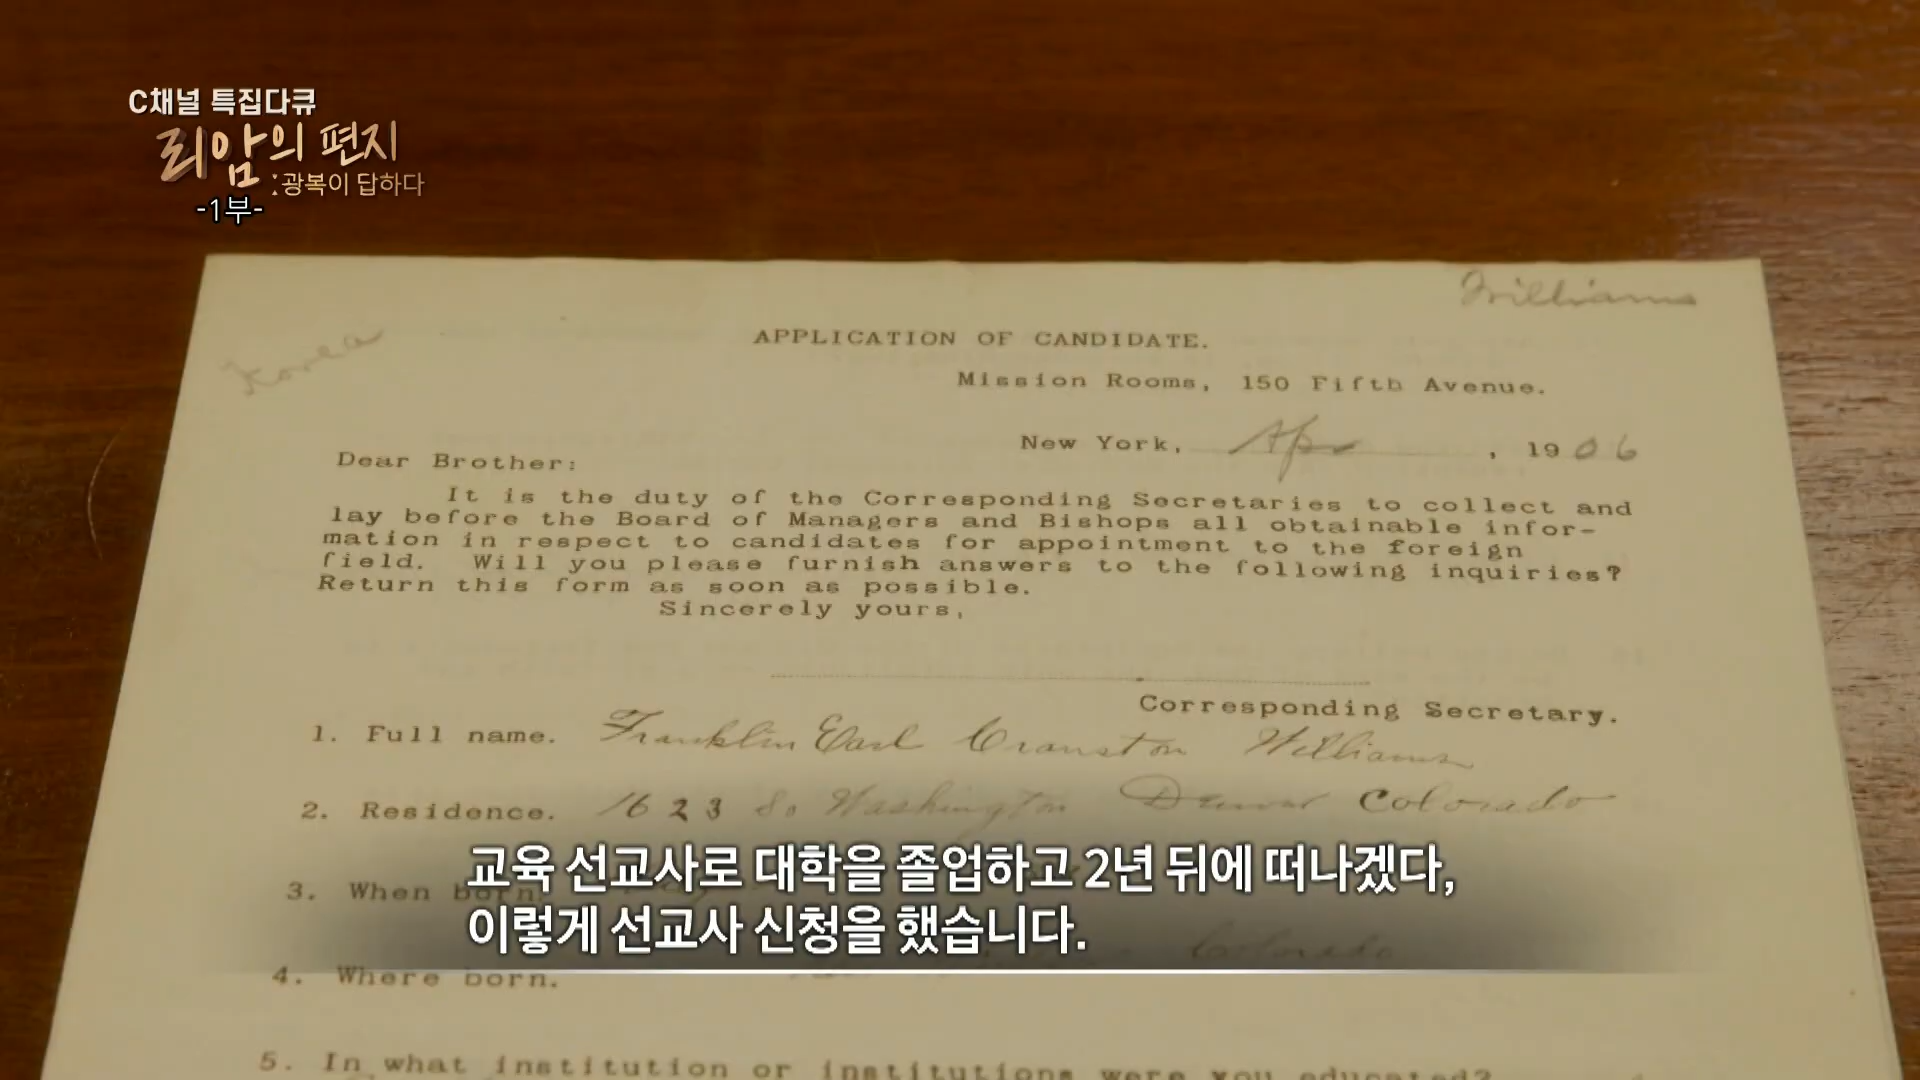 C채널 특집다큐
리암의 편지
:광복이 답하다
-1부-
Williams
Korea
APPLICATION OF CANDIDATE.
Mission Rooms, 150 Fifth Avenue.
New York, Apr , 1906
Dear Brother:
It is the duty of the Corresponding Secretaries to collect and
lay before the Board of Managers and Bishops all obtainable infor-
mation in respect to candidates for appointment to the foreign
field. Will you please furnish answers to the following inquiries?
Return this form as soon as possible.
Sincerely yours,
Corresponding Secretary.
1. Full name. Franklin Earl Cranston Williams
2. Residence. 1623 So Washington Denver Colorado
3. When born.
4. Where born. Colorado
교육 선교사로 대학을 졸업하고 2년 뒤에 떠나겠다,
이렇게 선교사 신청을 했습니다.
5. In what institution or institutions were you educated?